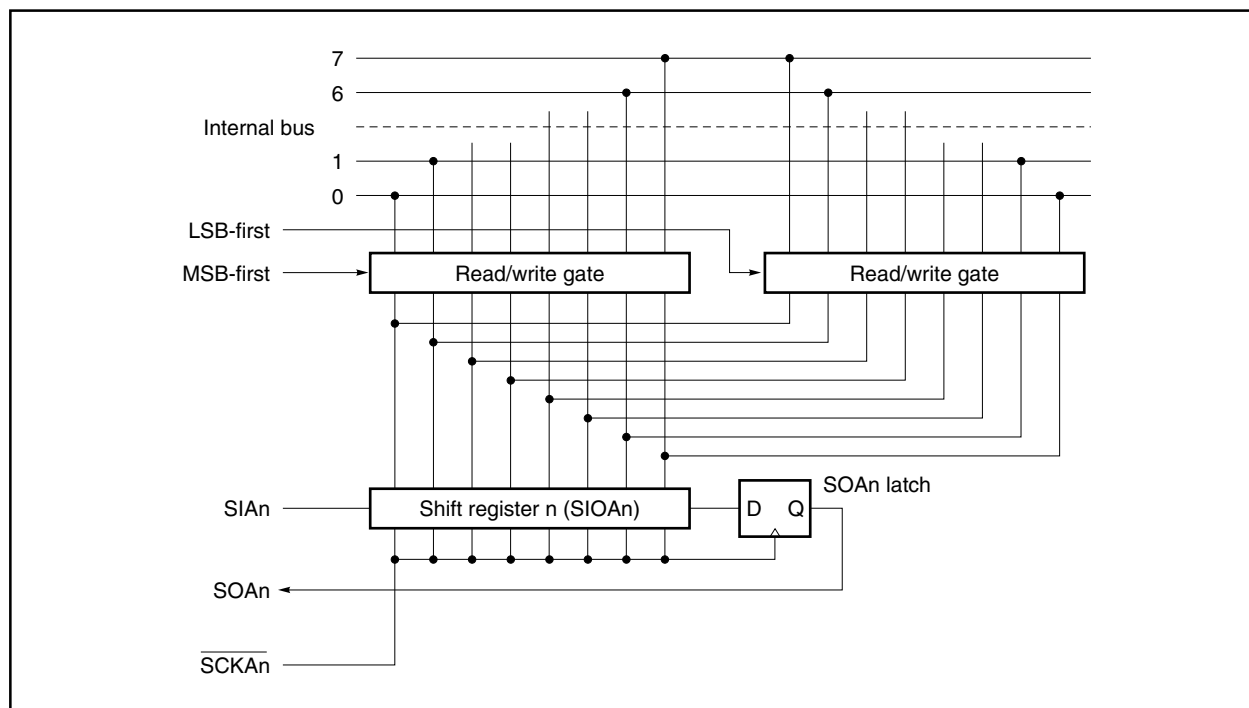 7
6
Internal bus
1
0
LSB-first
MSB-first
Read/write gate
Read/write gate
SOAn latch
SIAn
Shift register n (SIOAn)
D Q
SOAn
SCKAn